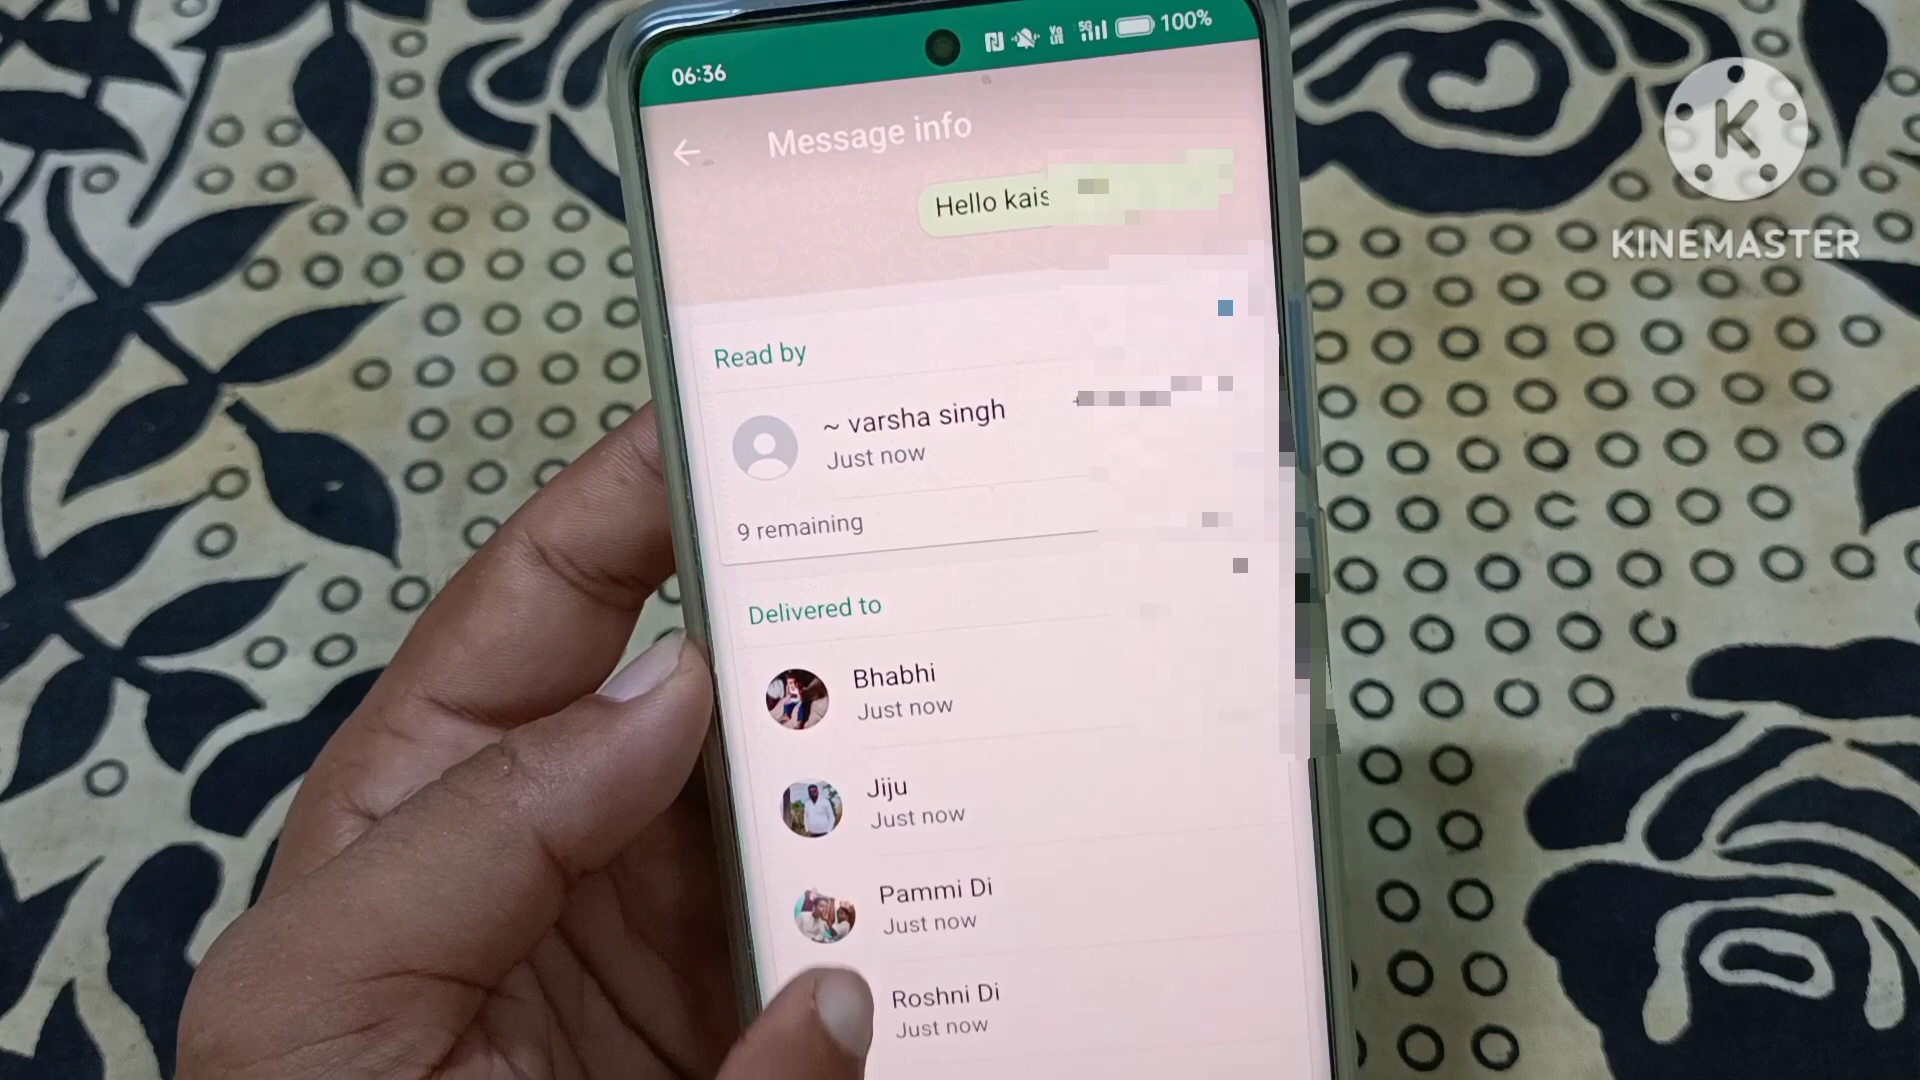 06:36
5G
100%
Message info
Hello kais
Read by
~ varsha singh
Just now
9 remaining
Delivered to
Bhabhi
Just now
Jiju
Just now
Pammi Di
Just now
Roshni Di
Just now
K
KINEMASTER